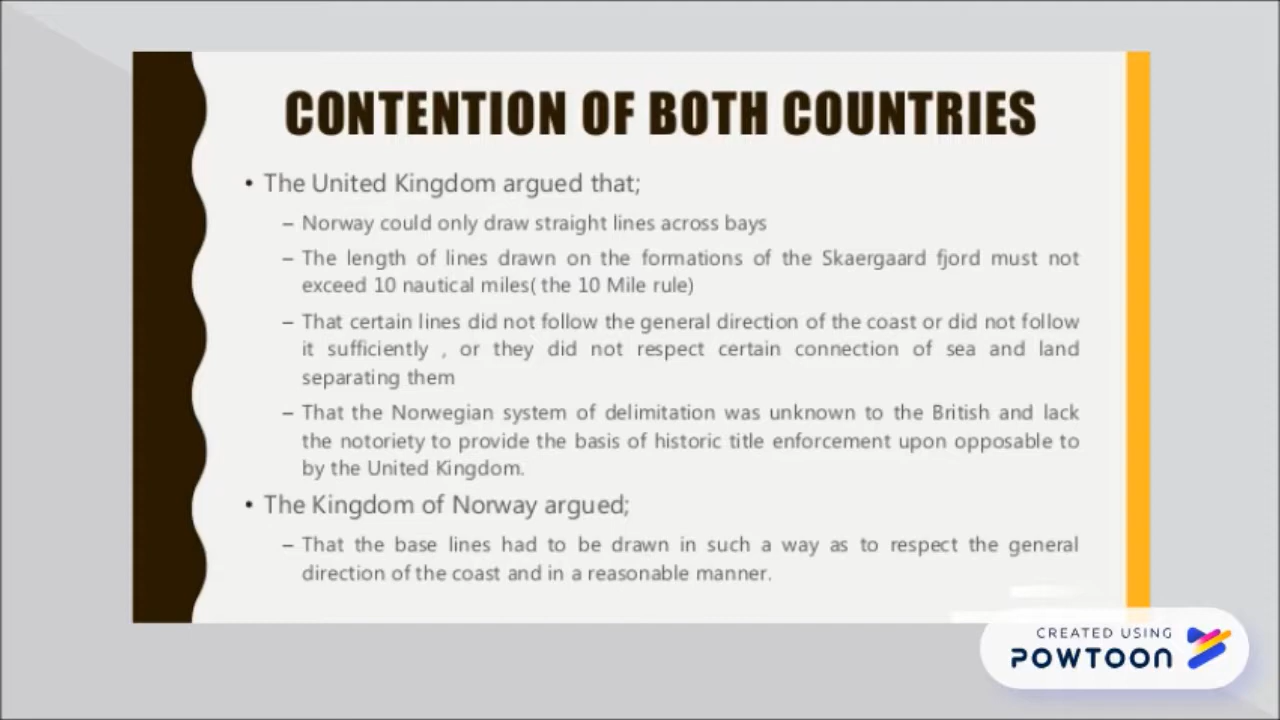 CONTENTION OF BOTH COUNTRIES
• The United Kingdom argued that;
– Norway could only draw straight lines across bays
– The length of lines drawn on the formations of the Skaergaard fjord must not
exceed 10 nautical miles( the 10 Mile rule)
– That certain lines did not follow the general direction of the coast or did not follow
it sufficiently , or they did not respect certain connection of sea and land
separating them
– That the Norwegian system of delimitation was unknown to the British and lack
the notoriety to provide the basis of historic title enforcement upon opposable to
by the United Kingdom.
• The Kingdom of Norway argued;
– That the base lines had to be drawn in such a way as to respect the general
direction of the coast and in a reasonable manner.
CREATED USING
POWTOON